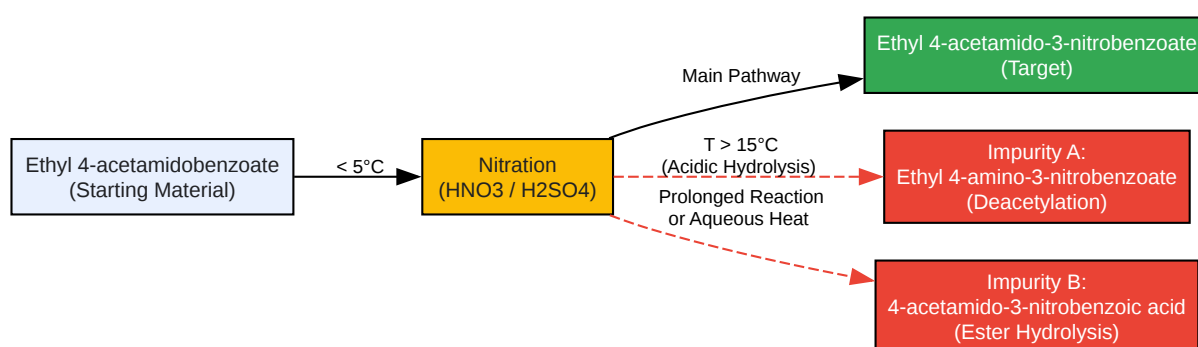 Ethyl 4-acetamidobenzoate
(Starting Material)
< 5°C
Nitration
(HNO3 / H2SO4)
Main Pathway
Ethyl 4-acetamido-3-nitrobenzoate
(Target)
T > 15°C
(Acidic Hydrolysis)
Impurity A:
Ethyl 4-amino-3-nitrobenzoate
(Deacetylation)
Prolonged Reaction
or Aqueous Heat
Impurity B:
4-acetamido-3-nitrobenzoic acid
(Ester Hydrolysis)